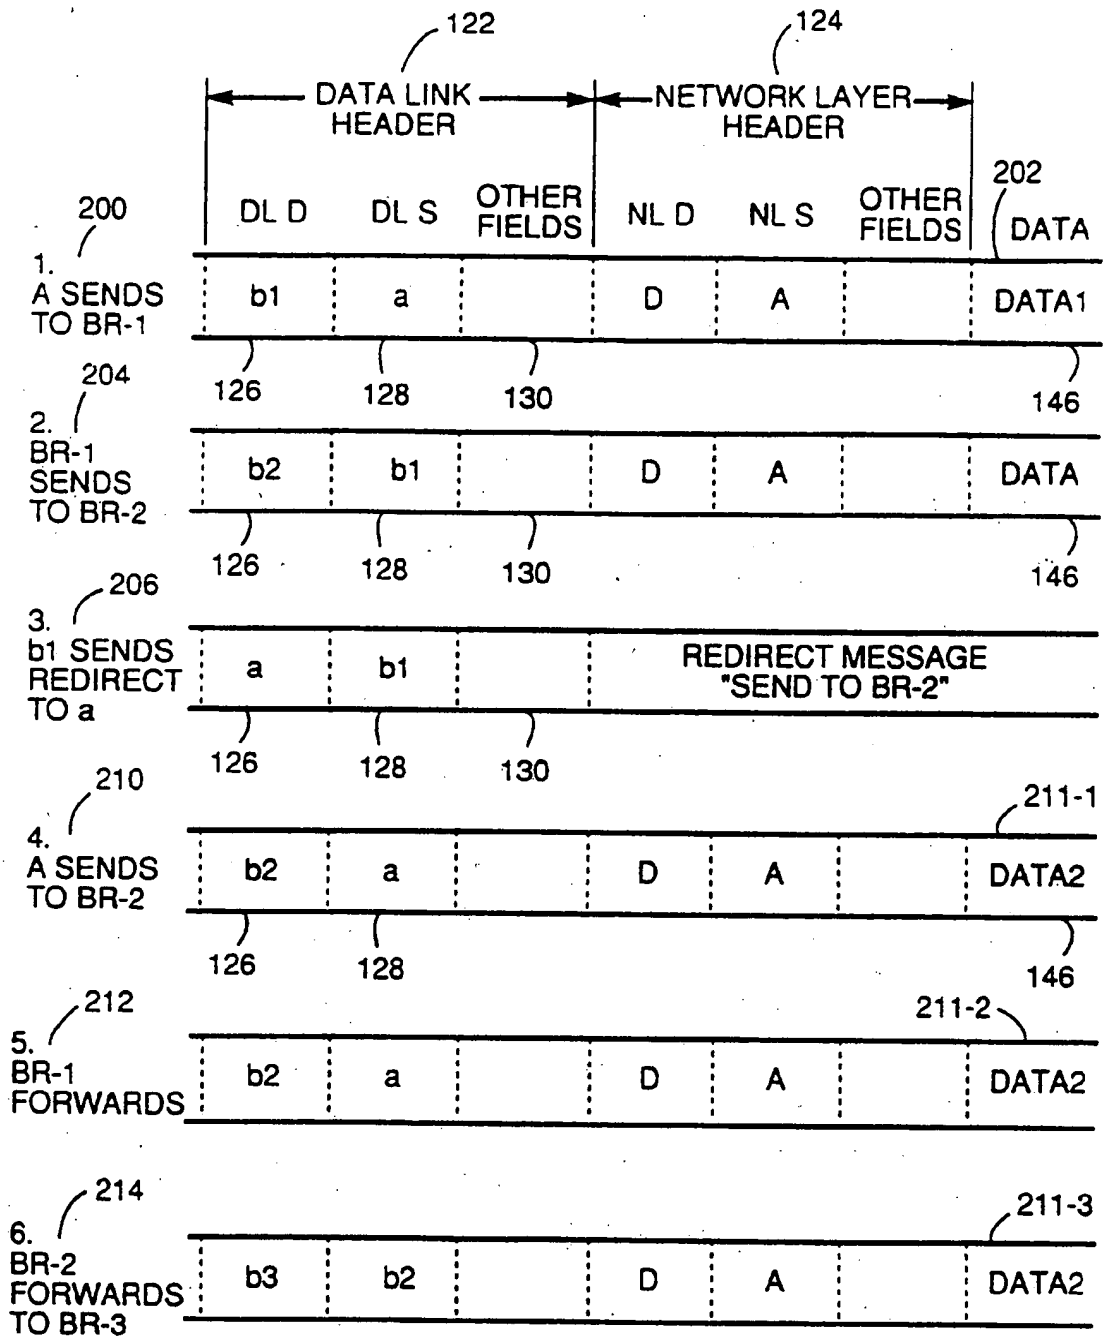 122
124
DATA LINK
HEADER
NETWORK LAYER
HEADER
202
200
DL D
DL S
OTHER
FIELDS
NL D
NL S
OTHER
FIELDS
DATA
1.
A SENDS
TO BR-1
b1
a
D
A
DATA1
126
128
130
146
204
2.
BR-1
SENDS
TO BR-2
b2
b1
D
A
DATA
126
128
130
146
206
3.
b1 SENDS
REDIRECT
TO a
a
b1
REDIRECT MESSAGE
"SEND TO BR-2"
126
128
130
210
211-1
4.
A SENDS
TO BR-2
b2
a
D
A
DATA2
126
128
146
212
211-2
5.
BR-1
FORWARDS
b2
a
D
A
DATA2
214
211-3
6.
BR-2
FORWARDS
TO BR-3
b3
b2
D
A
DATA2